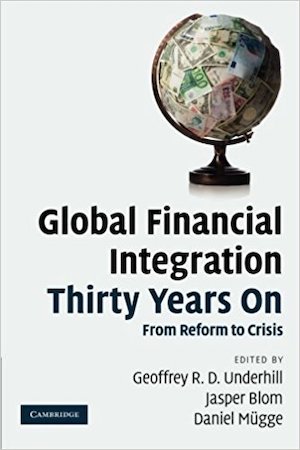 Global Financial
Integration
Thirty Years On
From Reform to Crisis
EDITED BY
Geoffrey R. D. Underhill
Jasper Blom
Daniel Mügge
CAMBRIDGE